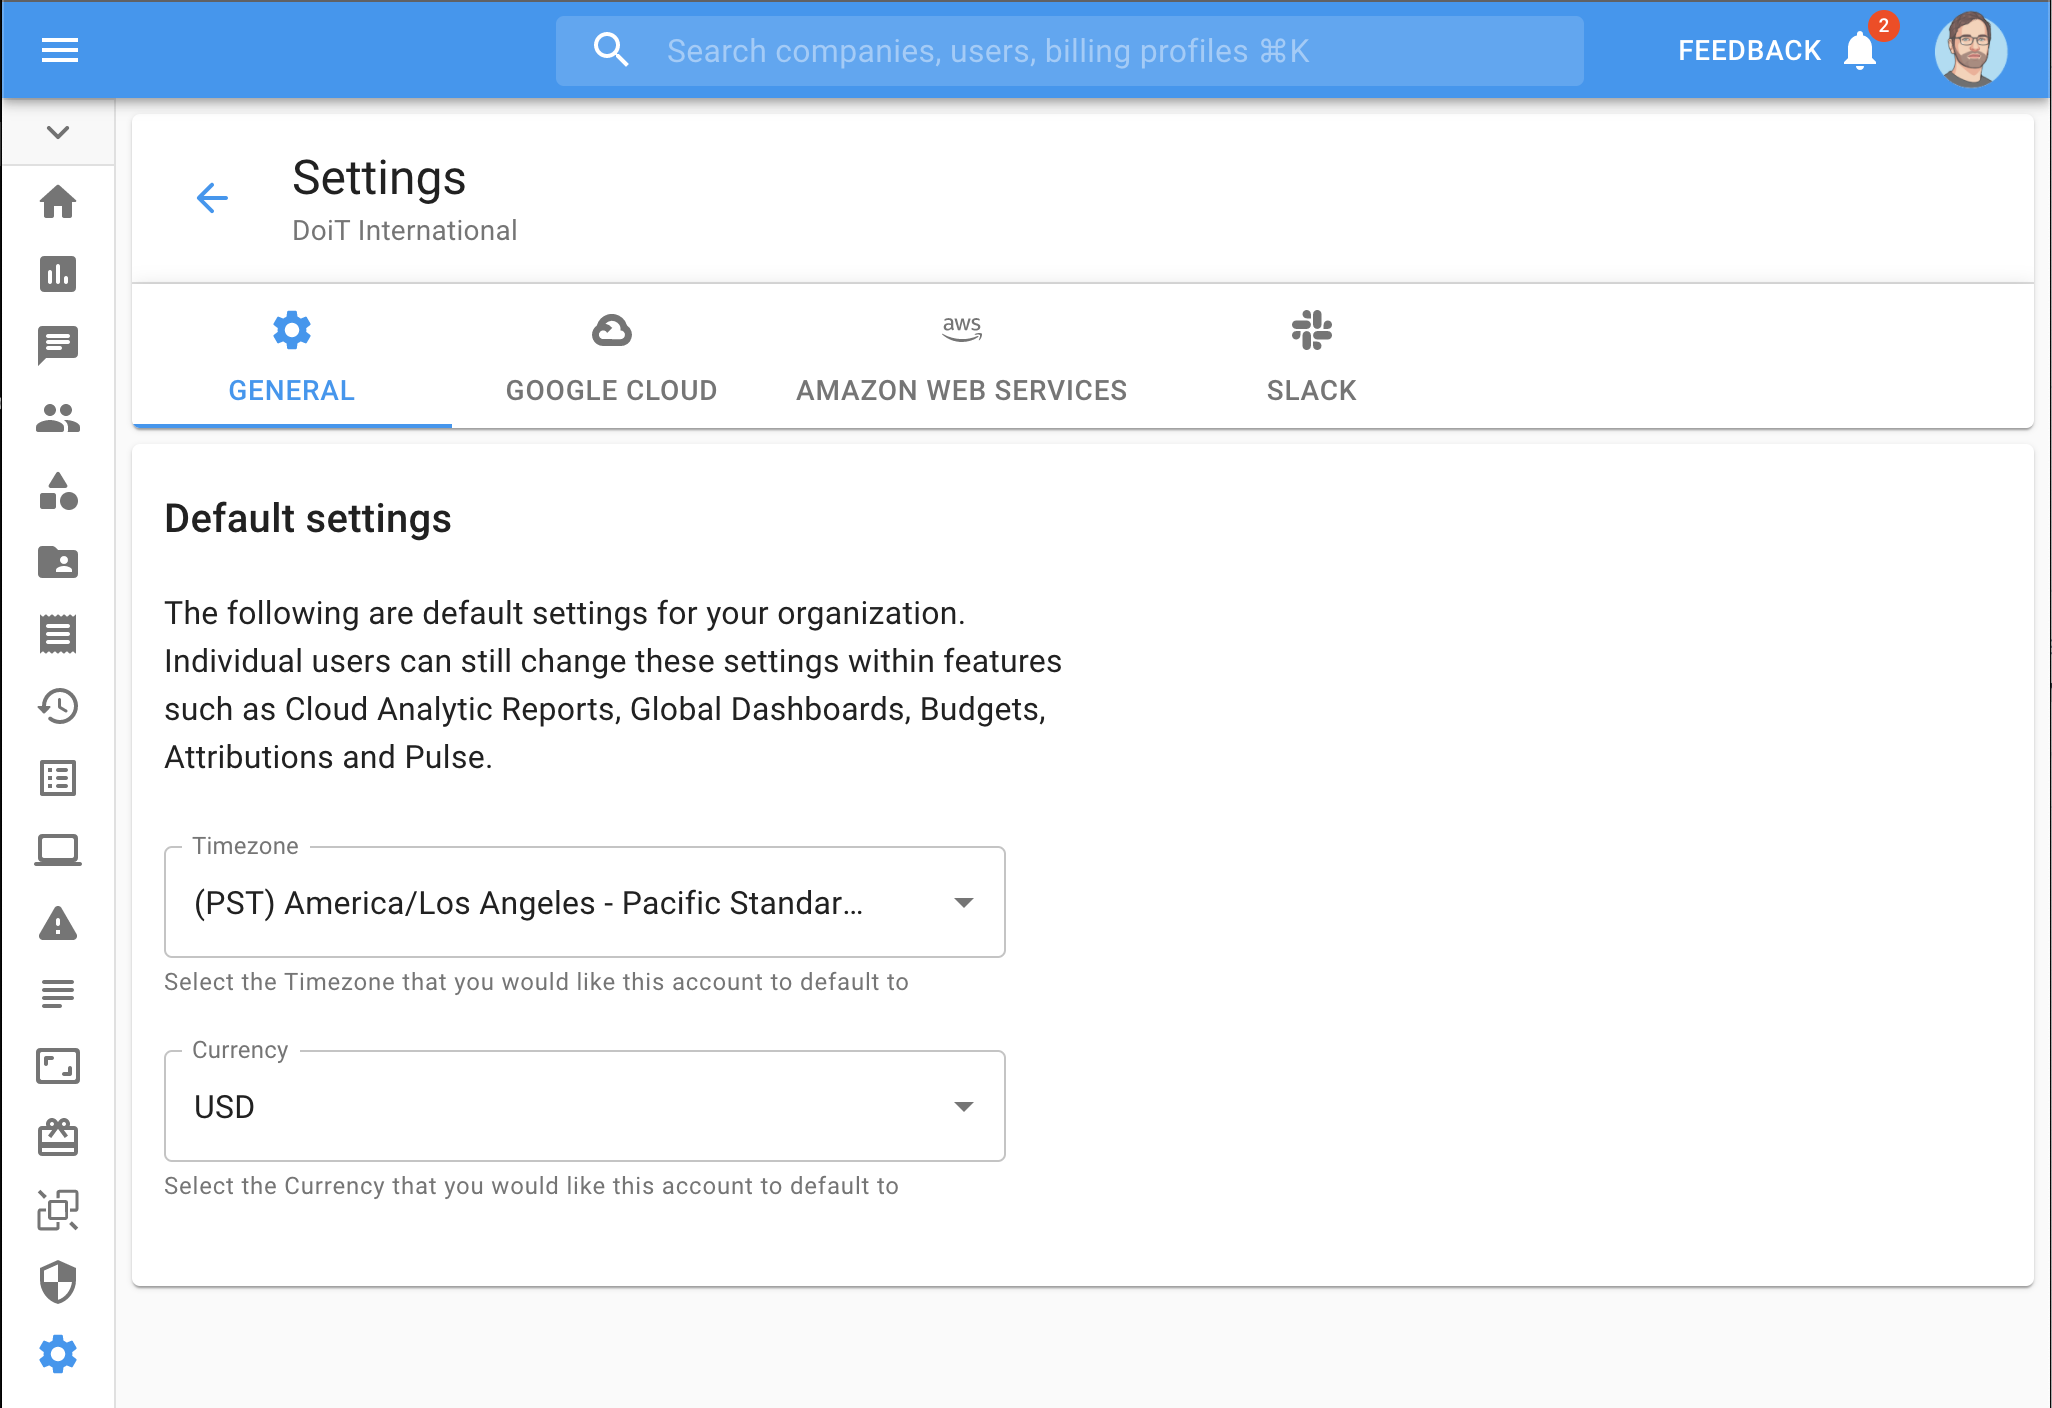 Search companies, users, billing profiles ⌘K
FEEDBACK
2
Settings
DoiT International
GENERAL
GOOGLE CLOUD
aws
AMAZON WEB SERVICES
SLACK
Default settings
The following are default settings for your organization.
Individual users can still change these settings within features
such as Cloud Analytic Reports, Global Dashboards, Budgets,
Attributions and Pulse.
Timezone
(PST) America/Los Angeles - Pacific Standar...
Select the Timezone that you would like this account to default to
Currency
USD
Select the Currency that you would like this account to default to